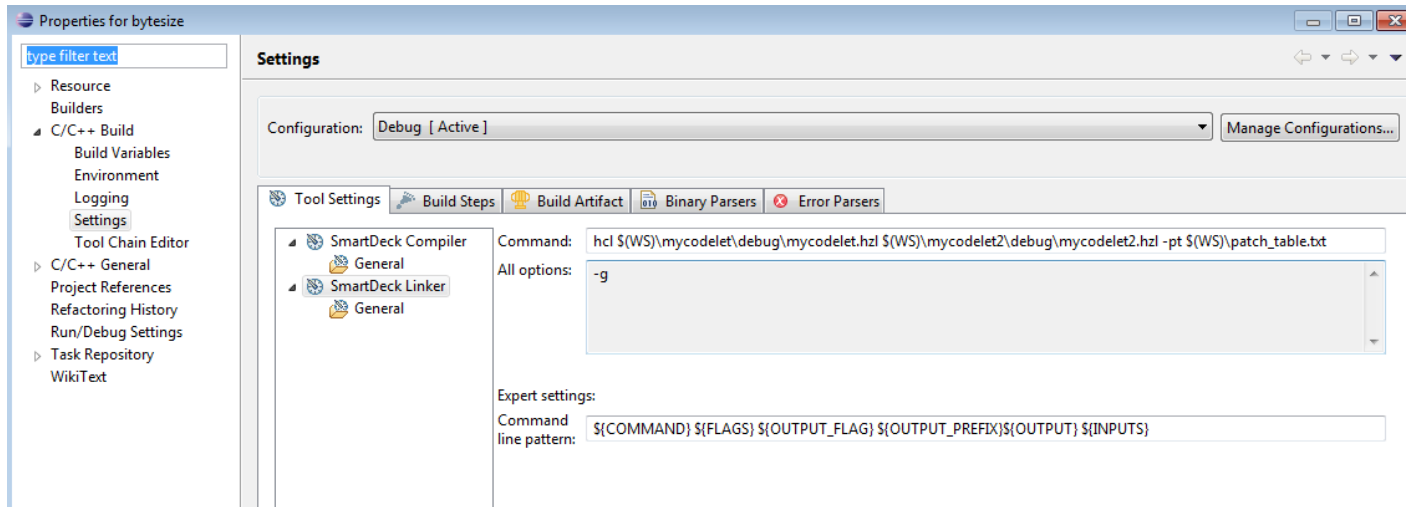 Properties for bytesize
type filter text
Settings
Resource
Builders
C/C++ Build
Build Variables
Environment
Logging
Settings
Tool Chain Editor
C/C++ General
Project References
Refactoring History
Run/Debug Settings
Task Repository
WikiText
Configuration: Debug [ Active ] Manage Configurations...
Tool Settings Build Steps Build Artifact 010 Binary Parsers Error Parsers
SmartDeck Compiler
General
SmartDeck Linker
General
Command: hcl $(WS)\mycodelet\debug\mycodelet.hzl $(WS)\mycodelet2\debug\mycodelet2.hzl -pt $(WS)\patch_table.txt
All options: -g
Expert settings:
Command
line pattern: ${COMMAND} ${FLAGS} ${OUTPUT_FLAG} ${OUTPUT_PREFIX}${OUTPUT} ${INPUTS}